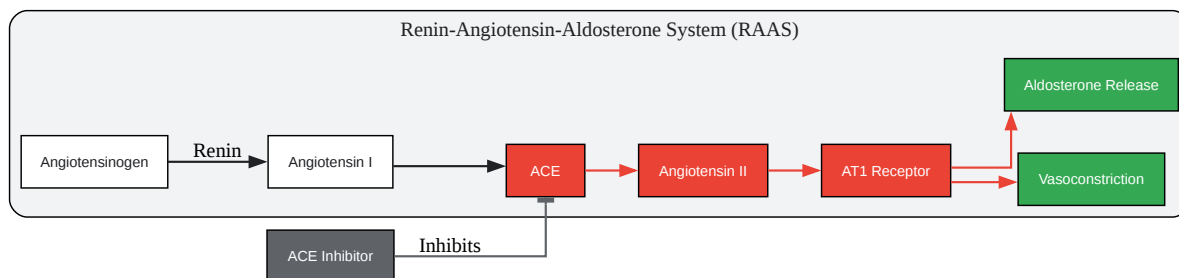 Renin-Angiotensin-Aldosterone System (RAAS)
Aldosterone Release
Angiotensinogen
Renin
Angiotensin I
ACE
Angiotensin II
AT1 Receptor
Vasoconstriction
ACE Inhibitor
Inhibits